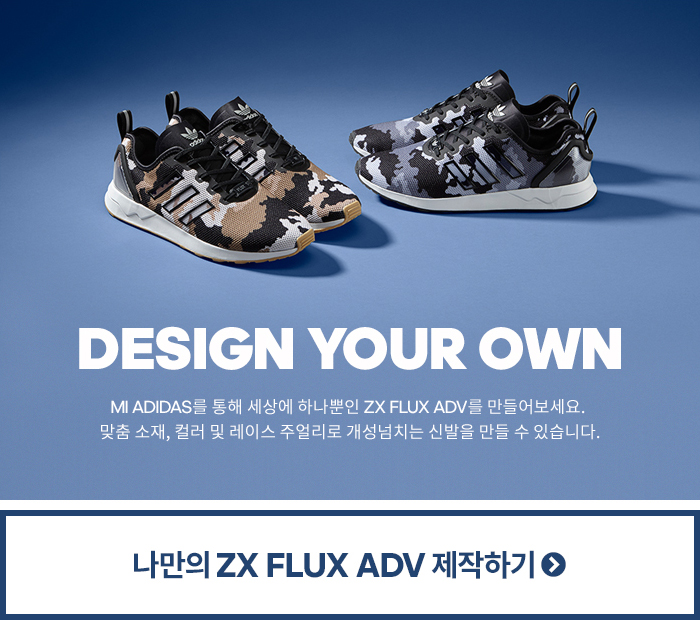 adidas
DESIGN YOUR OWN
MI ADIDAS를 통해 세상에 하나뿐인 ZX FLUX ADV를 만들어보세요.
맞춤 소재, 컬러 및 레이스 주얼리로 개성넘치는 신발을 만들 수 있습니다.
나만의 ZX FLUX ADV 제작하기